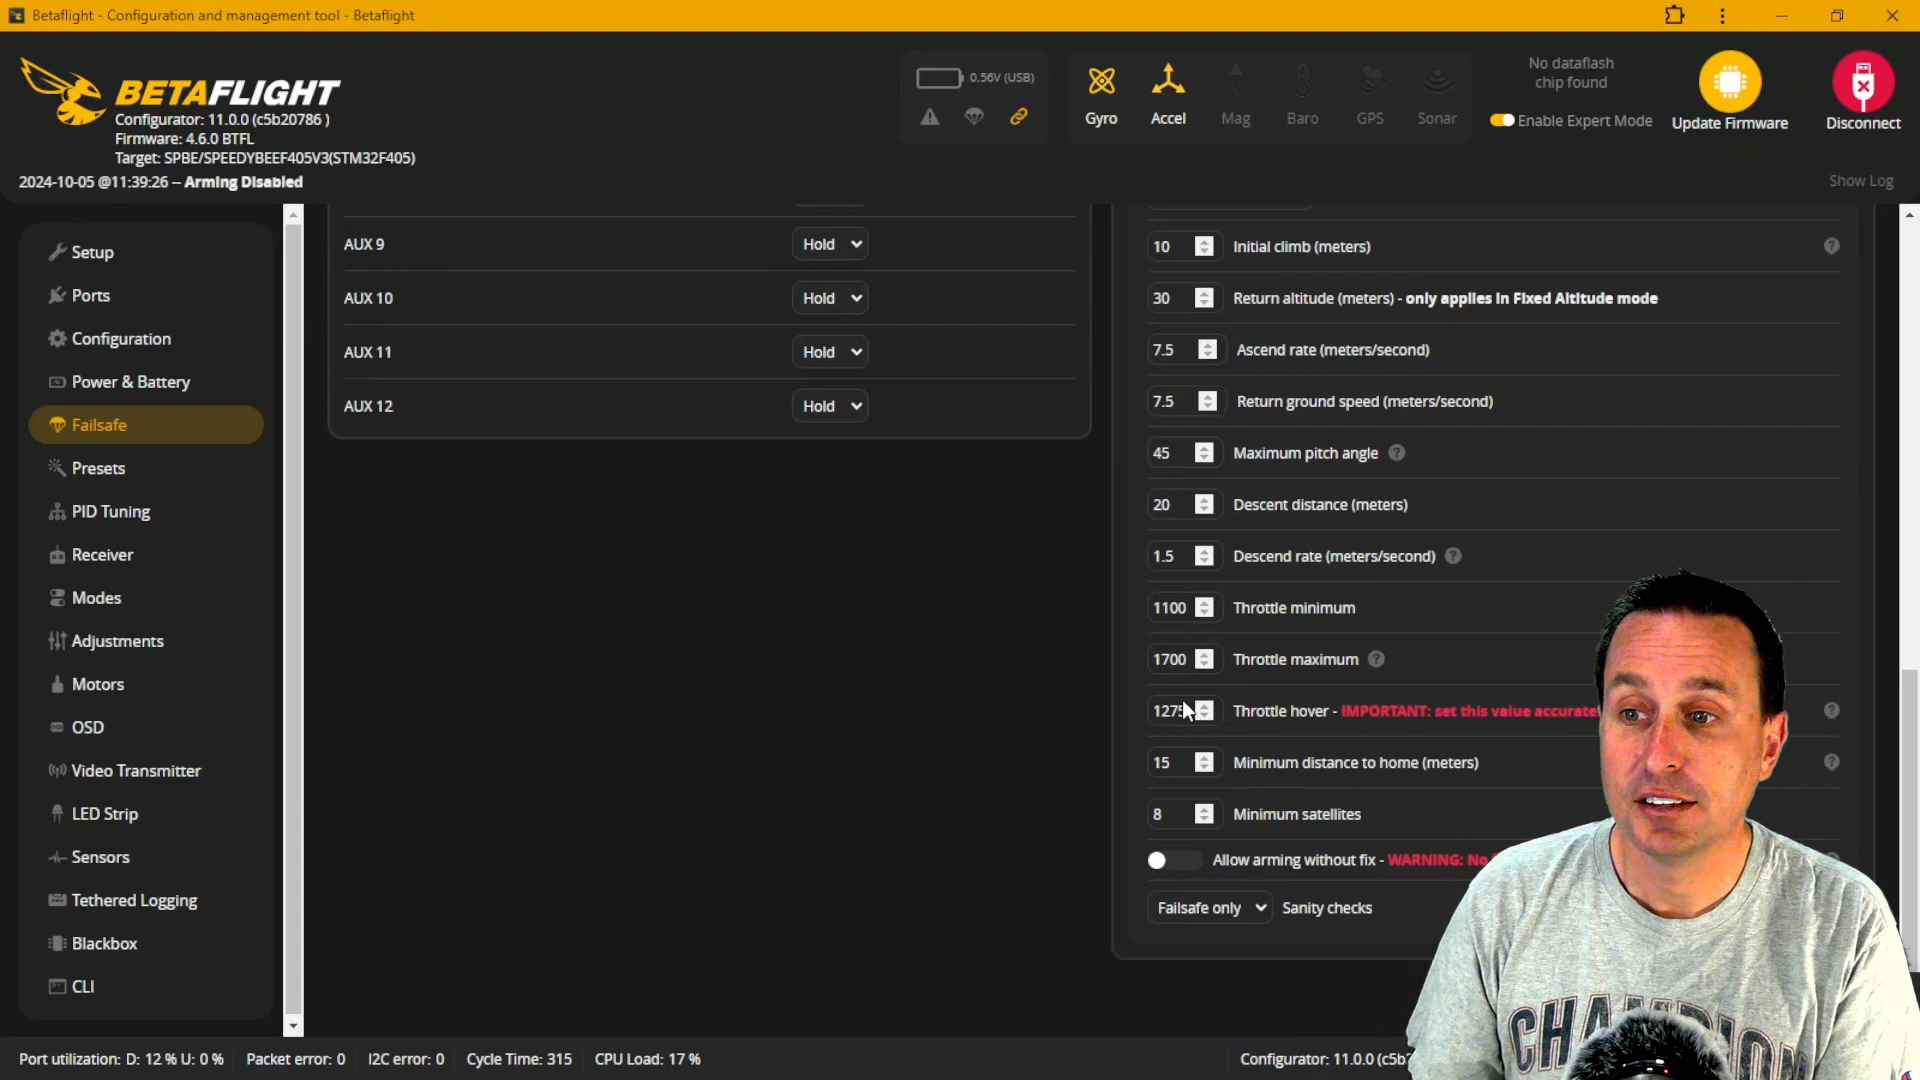 Betaflight - Configuration and management tool - Betaflight
BETAFLIGHT
Configurator: 11.0.0 (c5b20786 )
Firmware: 4.6.0 BTFL
Target: SPBE/SPEEDYBEEF405V3(STM32F405)
0.56V (USB)
Gyro
Accel
Mag
Baro
GPS
Sonar
No dataflash
chip found
Enable Expert Mode
Update Firmware
Disconnect
2024-10-05 @11:39:26 -- Arming Disabled
Show Log
Setup
Ports
Configuration
Power & Battery
Failsafe
Presets
PID Tuning
Receiver
Modes
Adjustments
Motors
OSD
Video Transmitter
LED Strip
Sensors
Tethered Logging
Blackbox
CLI
AUX 9 Hold
AUX 10 Hold
AUX 11 Hold
AUX 12 Hold
10 Initial climb (meters)
30 Return altitude (meters) - only applies in Fixed Altitude mode
7.5 Ascend rate (meters/second)
7.5 Return ground speed (meters/second)
45 Maximum pitch angle
20 Descent distance (meters)
1.5 Descend rate (meters/second)
1100 Throttle minimum
1700 Throttle maximum
1275 Throttle hover - IMPORTANT: set this value accurate
15 Minimum distance to home (meters)
8 Minimum satellites
Allow arming without fix - WARNING: No
Failsafe only Sanity checks
CHAMPION
Port utilization: D: 12 % U: 0 % Packet error: 0 I2C error: 0 Cycle Time: 315 CPU Load: 17 %
Configurator: 11.0.0 (c5b